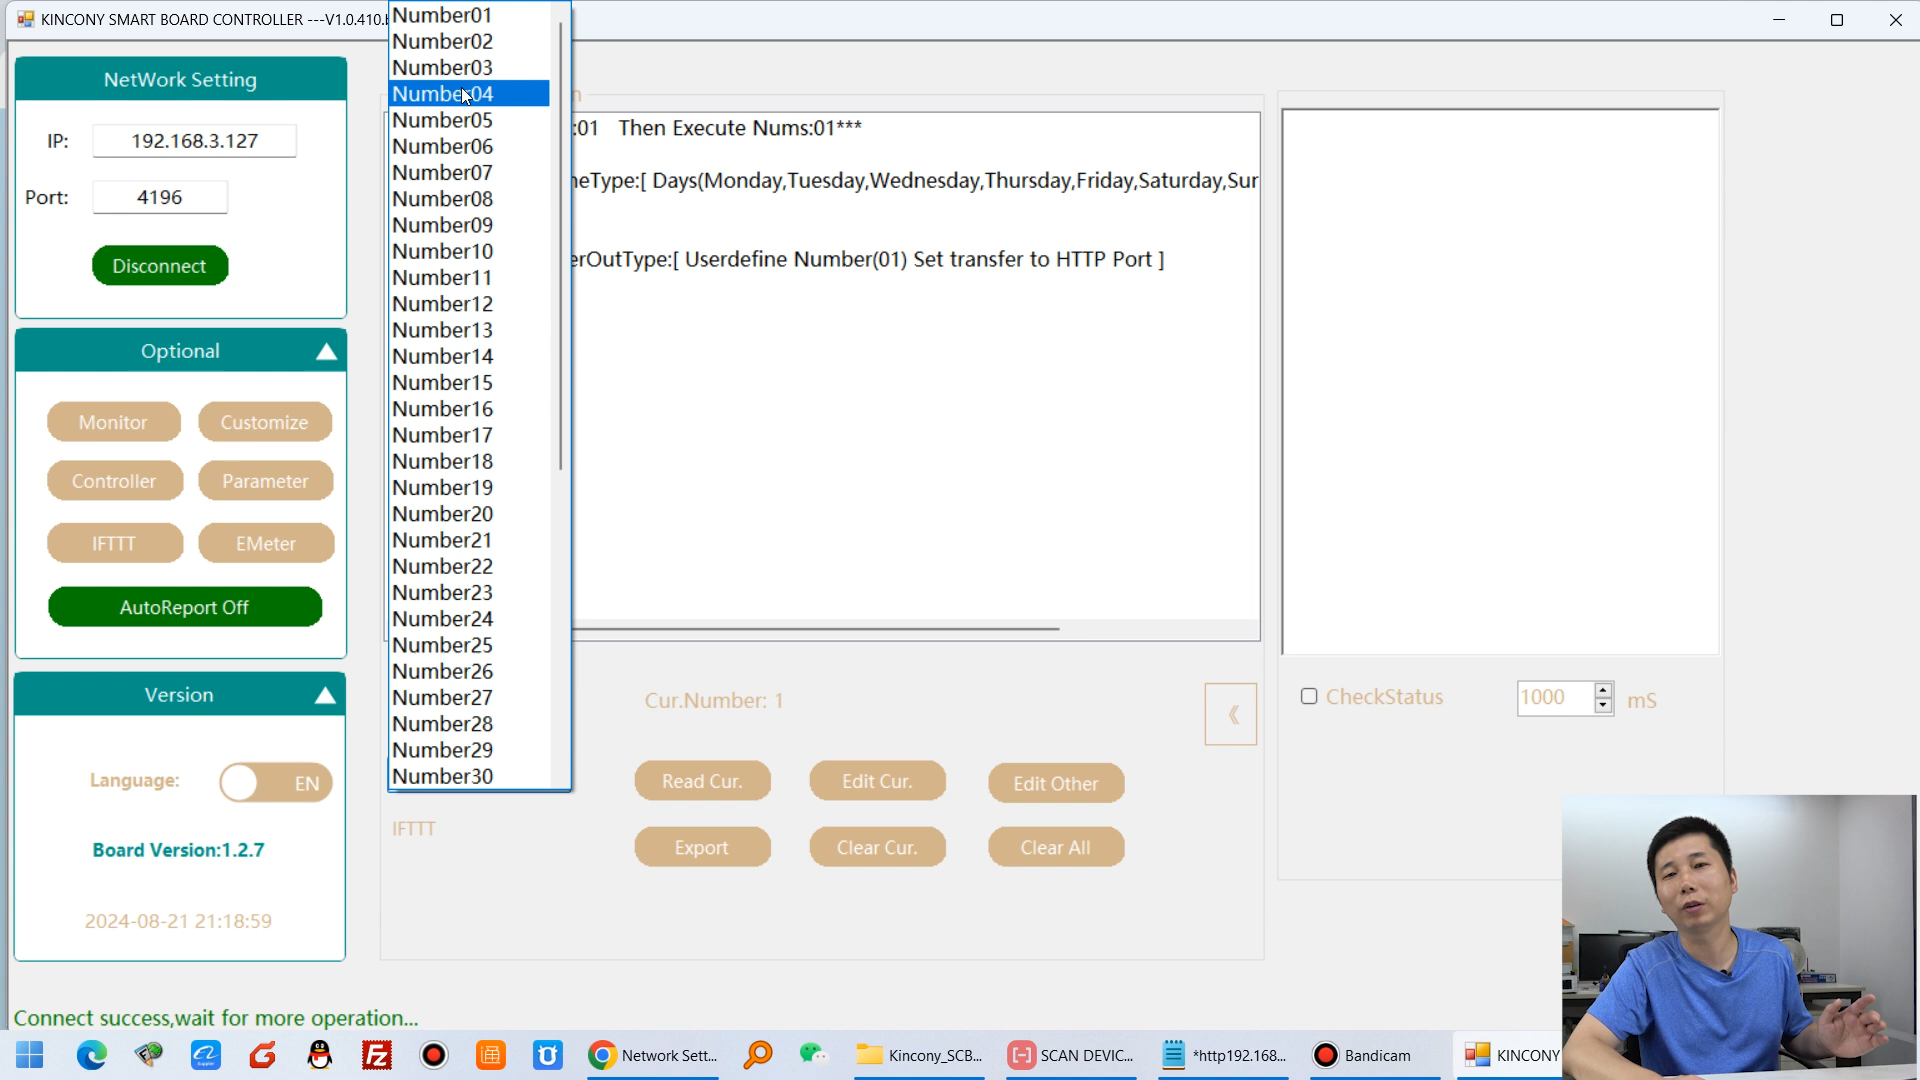 KINCONY SMART BOARD CONTROLLER ---V1.0.410.
NetWork Setting
IP: 192.168.3.127
Port: 4196
Disconnect
Optional
Monitor Customize
Controller Parameter
IFTTT EMeter
AutoReport Off
Version
Language: EN
Board Version:1.2.7
2024-08-21 21:18:59
Connect success,wait for more operation...
Number01
Number02
Number03
Number04
Number05
Number06
Number07
Number08
Number09
Number10
Number11
Number12
Number13
Number14
Number15
Number16
Number17
Number18
Number19
Number20
Number21
Number22
Number23
Number24
Number25
Number26
Number27
Number28
Number29
Number30
:01 Then Execute Nums:01***
neType:[ Days(Monday,Tuesday,Wednesday,Thursday,Friday,Saturday,Sur
erOutType:[ Userdefine Number(01) Set transfer to HTTP Port ]
Cur.Number: 1
《
Read Cur. Edit Cur. Edit Other
IFTTT
Export Clear Cur. Clear All
CheckStatus 1000 mS
Network Sett... Kincony_SCB... SCAN DEVIC... *http192.168... Bandicam KINCONY